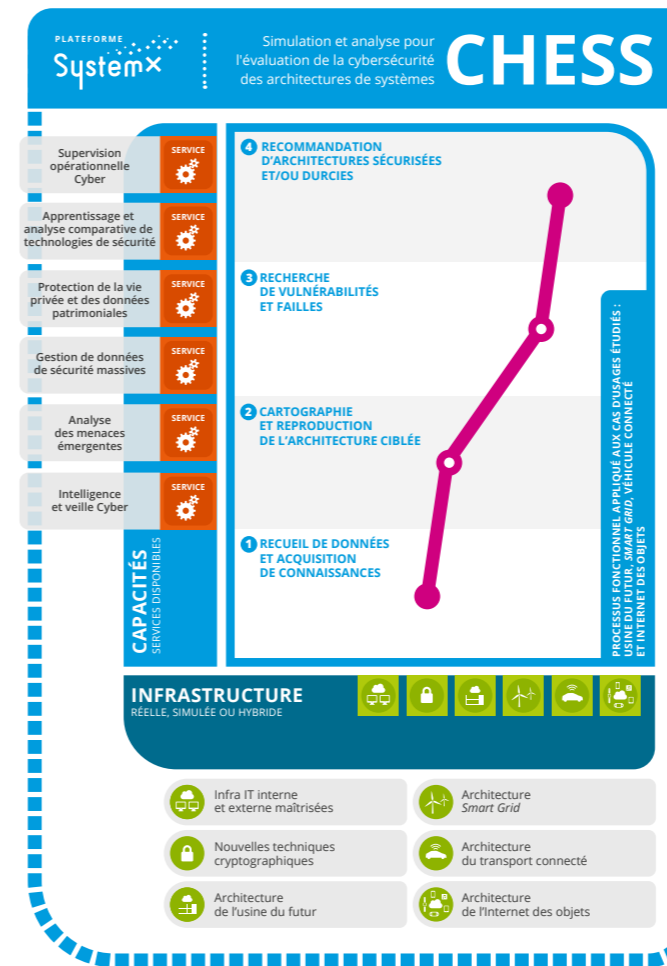 PLATEFORME
Systemx
Simulation et analyse pour
l'évaluation de la cybersécurité
des architectures de systèmes
CHESS
Supervision
opérationnelle
Cyber
SERVICE
Apprentissage et
analyse comparative de
technologies de sécurité
SERVICE
Protection de la vie
privée et des données
patrimoniales
SERVICE
Gestion de données
de sécurité massives
SERVICE
Analyse
des menaces
émergentes
SERVICE
Intelligence
et veille Cyber
SERVICE
CAPACITÉS
SERVICES DISPONIBLES
4 RECOMMANDATION
D'ARCHITECTURES SÉCURISÉES
ET/OU DURCIES
3 RECHERCHE
DE VULNÉRABILITÉS
ET FAILLES
2 CARTOGRAPHIE
ET REPRODUCTION
DE L'ARCHITECTURE CIBLÉE
1 RECUEIL DE DONNÉES
ET ACQUISITION
DE CONNAISSANCES
PROCESSUS FONCTIONNEL APPLIQUÉ AUX CAS D'USAGES ÉTUDIÉS :
USINE DU FUTUR, SMART GRID, VÉHICULE CONNECTÉ
ET INTERNET DES OBJETS
INFRASTRUCTURE
RÉELLE, SIMULÉE OU HYBRIDE
Infra IT interne
et externe maîtrisées
Nouvelles techniques
cryptographiques
Architecture
de l'usine du futur
Architecture
Smart Grid
Architecture
du transport connecté
Architecture
de l'Internet des objets